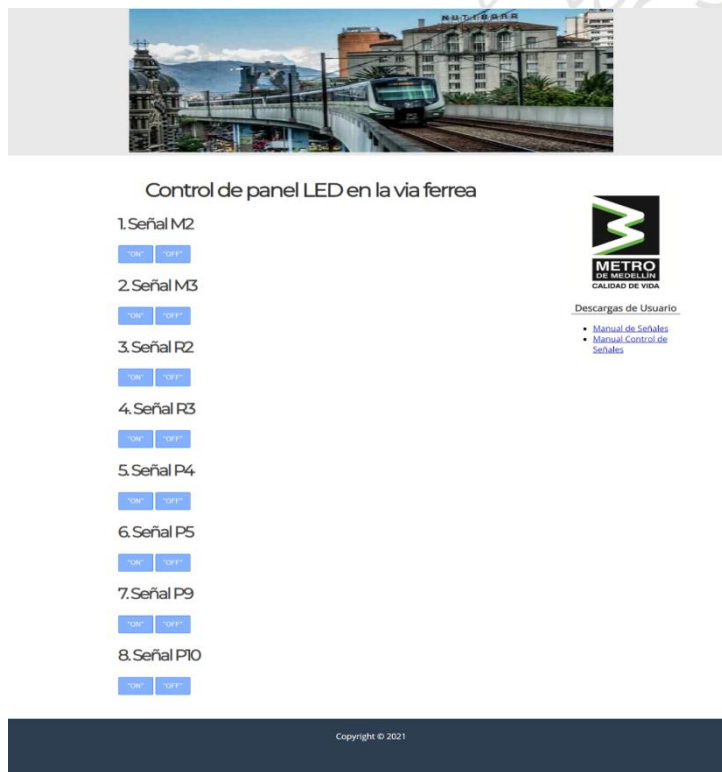 NUTIBARA
Control de panel LED en la via ferrea
1. Señal M2
"ON" "OFF"
2. Señal M3
"ON" "OFF"
3. Señal R2
"ON" "OFF"
4. Señal R3
"ON" "OFF"
5. Señal P4
"ON" "OFF"
6. Señal P5
"ON" "OFF"
7. Señal P9
"ON" "OFF"
8. Señal P10
"ON" "OFF"
METRO
DE MEDELLÍN
CALIDAD DE VIDA
Descargas de Usuario
Manual de Señales
Manual Control de
Señales
Copyright © 2021